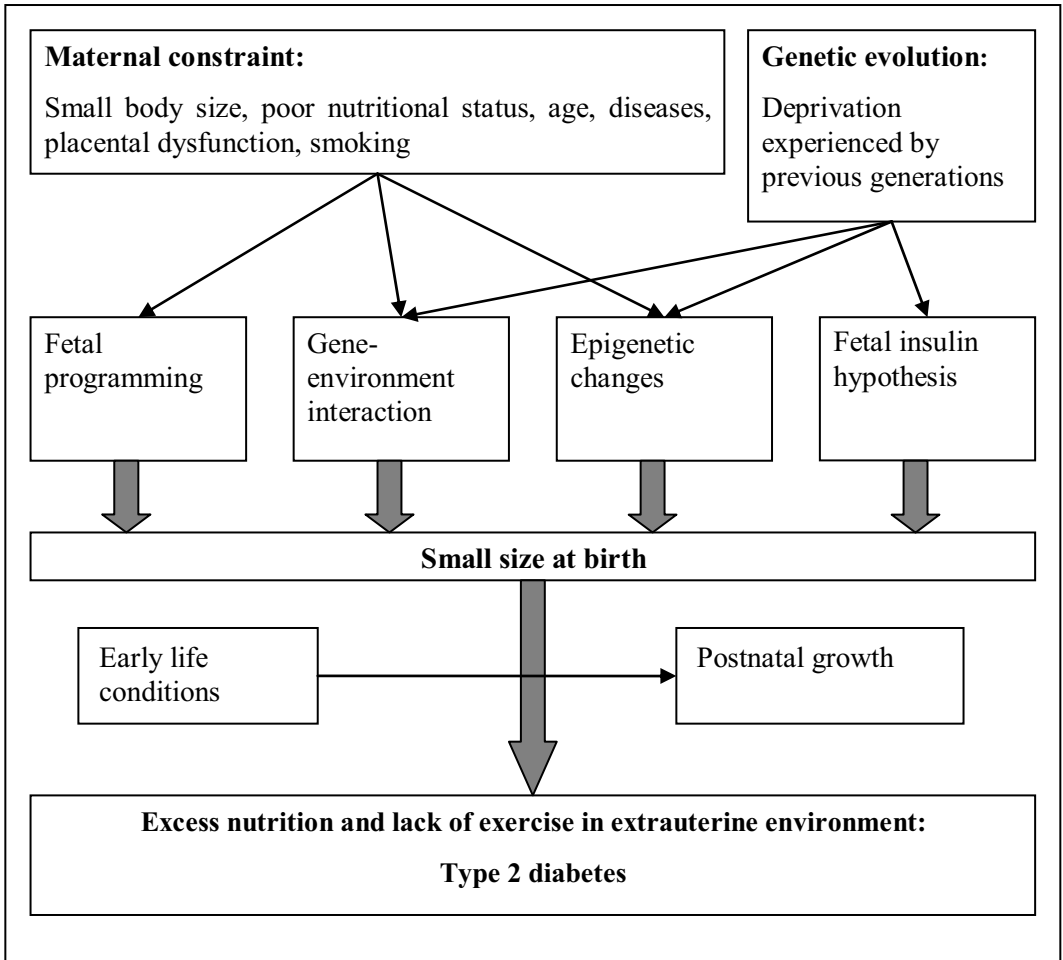 Maternal constraint:
Small body size, poor nutritional status, age, diseases,
placental dysfunction, smoking
Genetic evolution:
Deprivation
experienced by
previous generations
Fetal
programming
Gene-
environment
interaction
Epigenetic
changes
Fetal insulin
hypothesis
Small size at birth
Early life
conditions
Postnatal growth
Excess nutrition and lack of exercise in extrauterine environment:
Type 2 diabetes